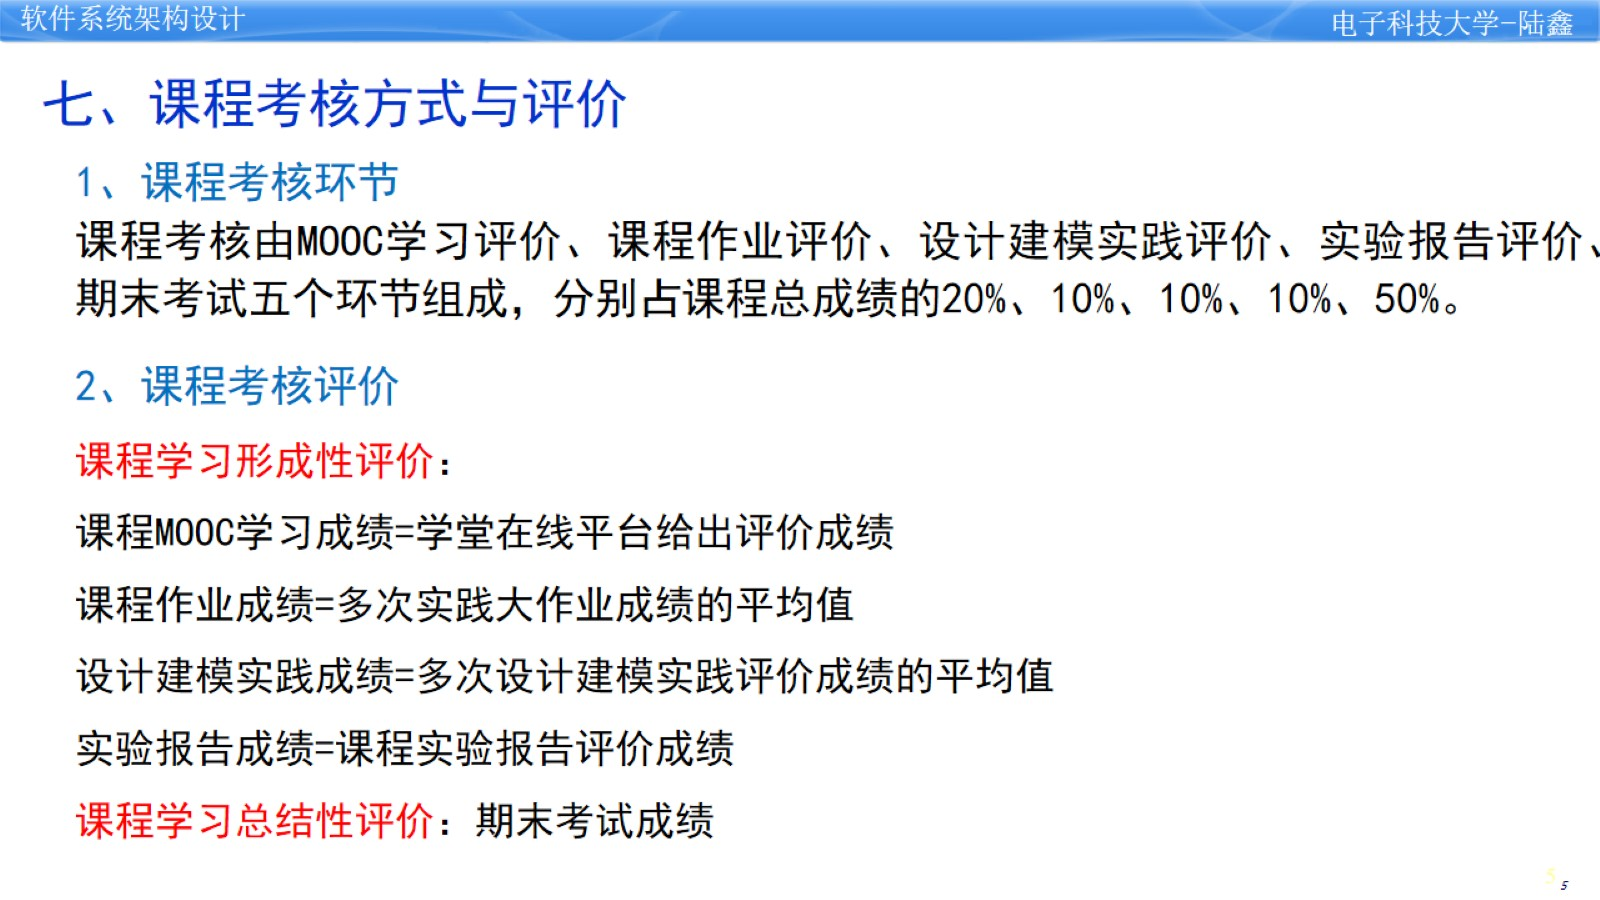 软件系统架构设计
电子科技大学-陆鑫
七、课程考核方式与评价
1、课程考核环节
课程考核由MOOC学习评价、课程作业评价、设计建模实践评价、实验报告评价、
期末考试五个环节组成，分别占课程总成绩的20%、10%、10%、10%、50%。
2、课程考核评价
课程学习形成性评价：
课程MOOC学习成绩=学堂在线平台给出评价成绩
课程作业成绩=多次实践大作业成绩的平均值
设计建模实践成绩=多次设计建模实践评价成绩的平均值
实验报告成绩=课程实验报告评价成绩
课程学习总结性评价：期末考试成绩
5
5